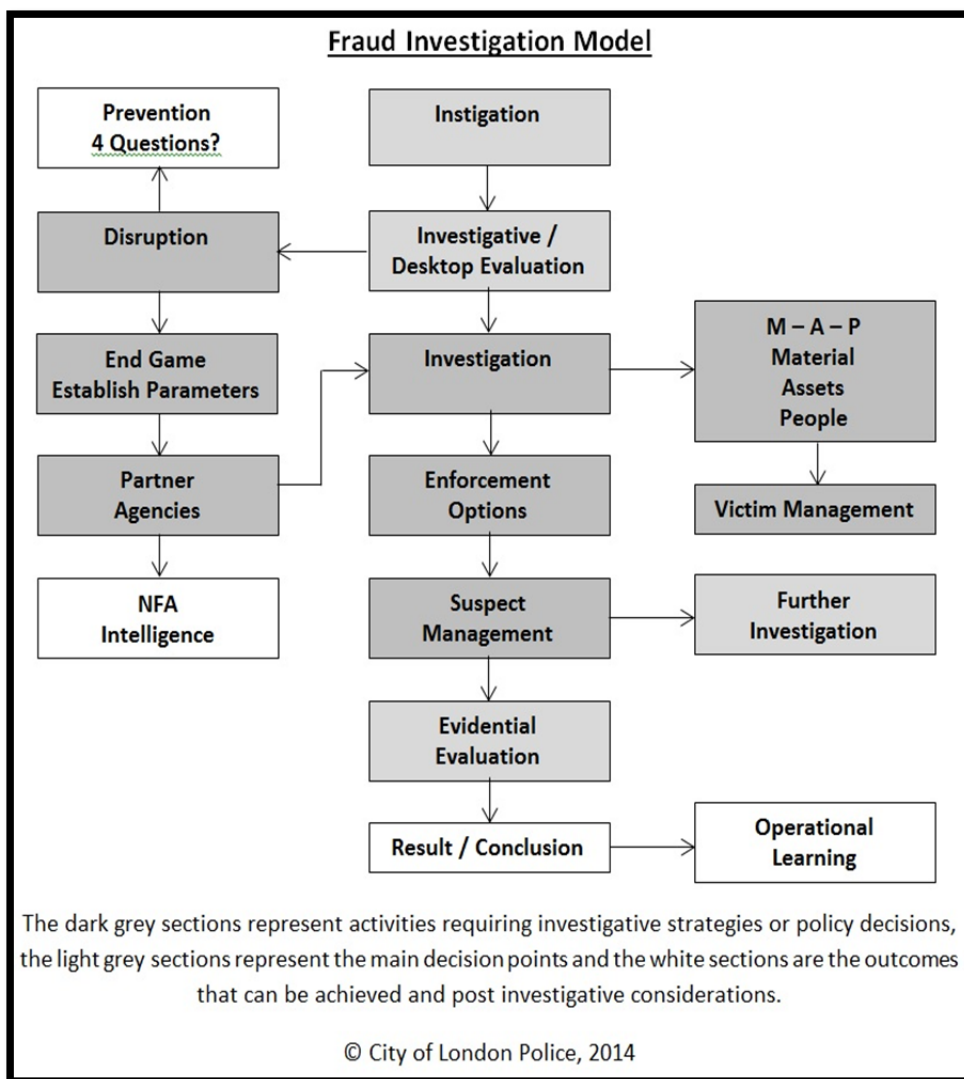 Fraud Investigation Model
Prevention
4 Questions?
Instigation
Disruption
Investigative /
Desktop Evaluation
End Game
Establish Parameters
Investigation
M – A – P
Material
Assets
People
Partner
Agencies
Enforcement
Options
Victim Management
NFA
Intelligence
Suspect
Management
Further
Investigation
Evidential
Evaluation
Result / Conclusion
Operational
Learning
The dark grey sections represent activities requiring investigative strategies or policy decisions,
the light grey sections represent the main decision points and the white sections are the outcomes
that can be achieved and post investigative considerations.
© City of London Police, 2014